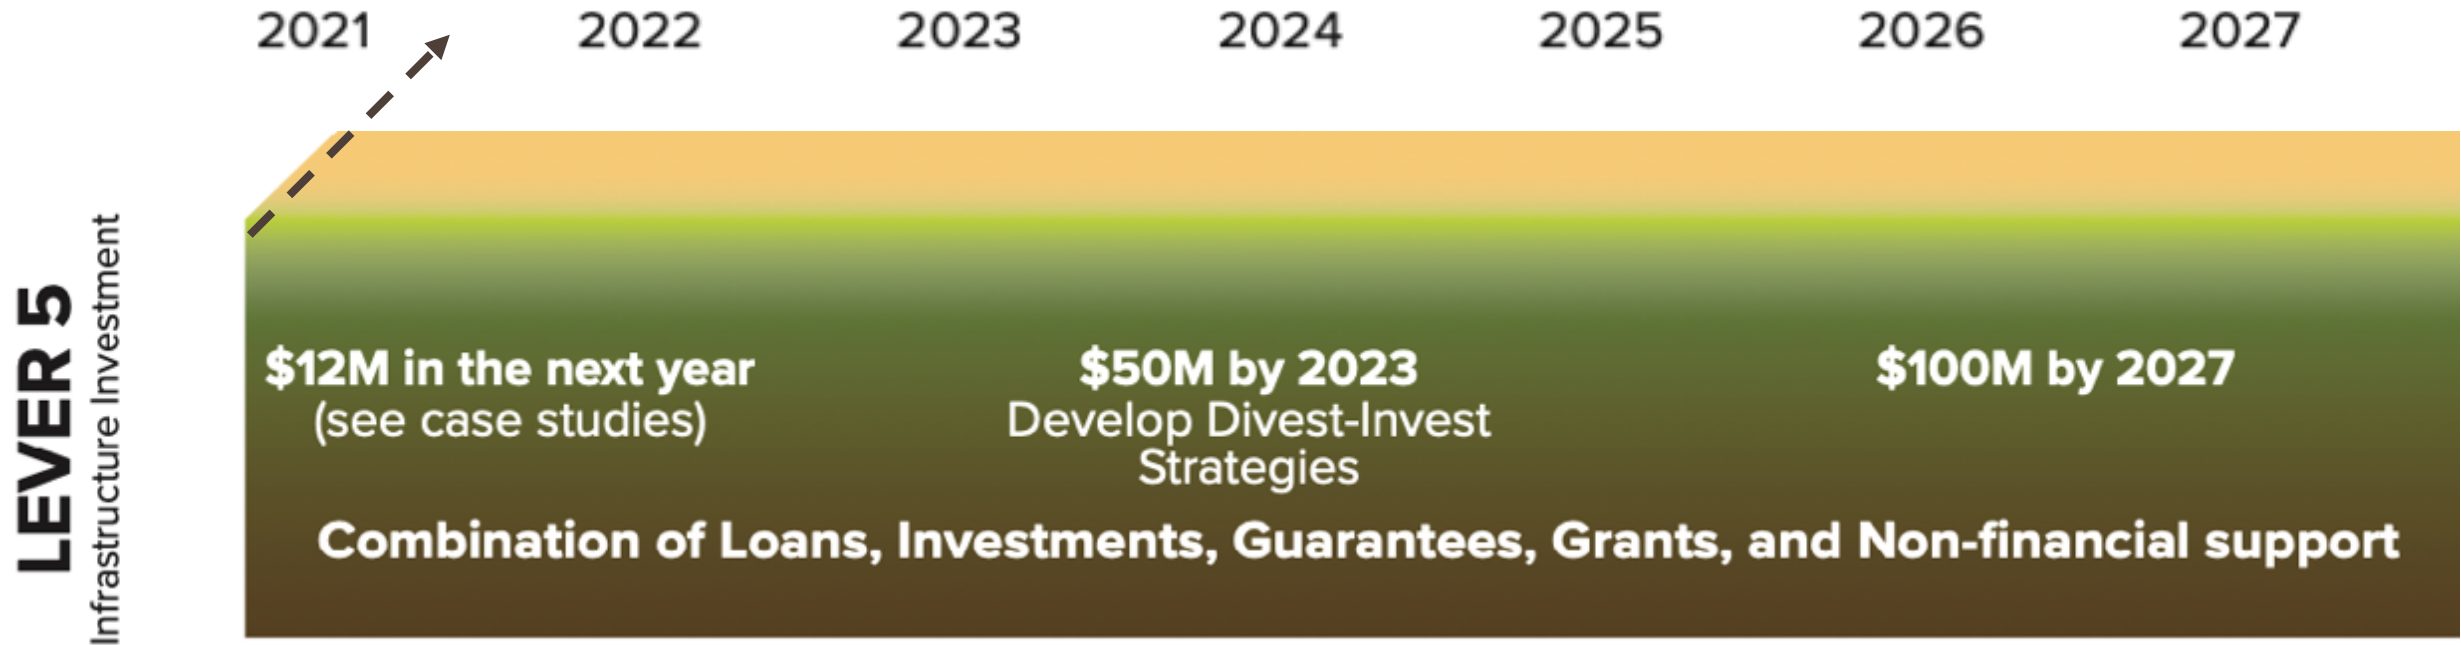 2021 2022 2023 2024 2025 2026 2027
LEVER 5
Infrastructure Investment
$12M in the next year
(see case studies)
$50M by 2023
Develop Divest-Invest
Strategies
$100M by 2027
Combination of Loans, Investments, Guarantees, Grants, and Non-financial support